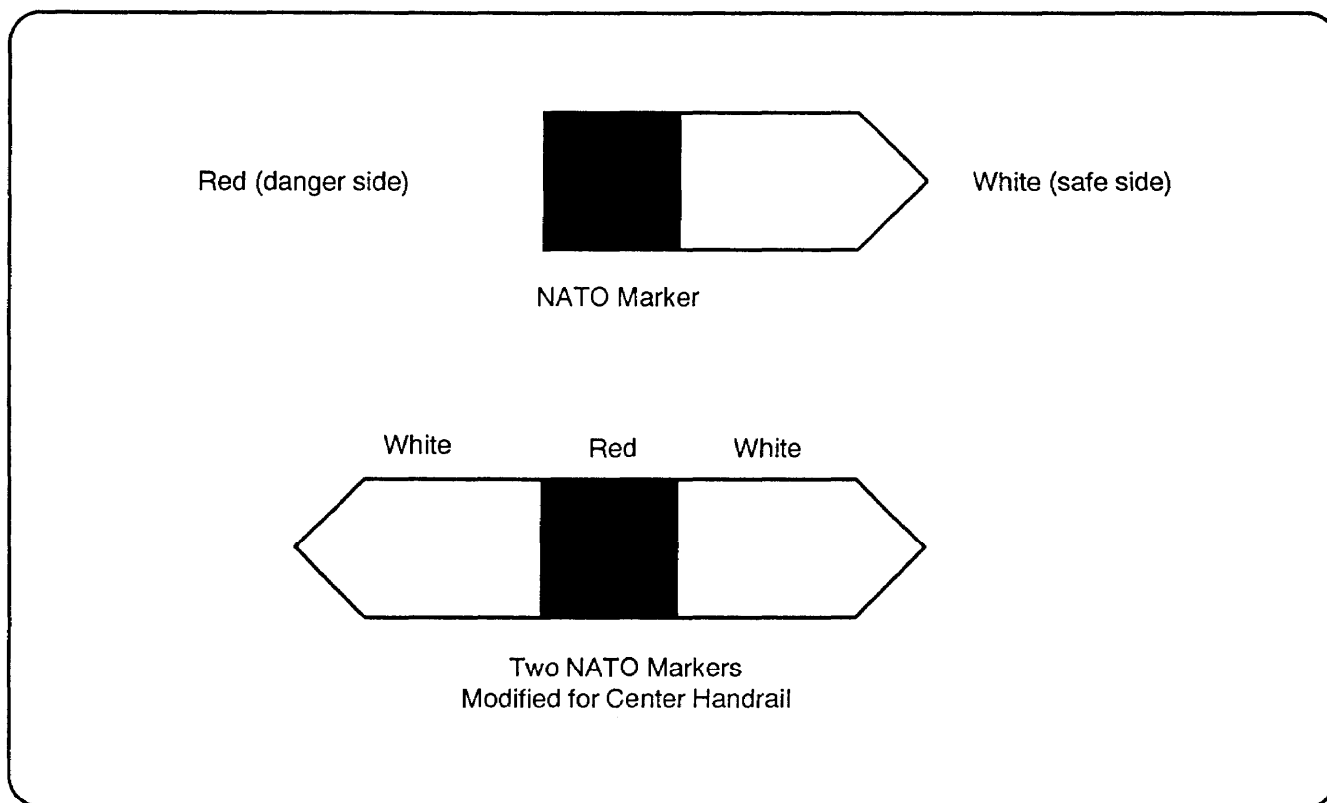 Red (danger side)
White (safe side)
NATO Marker
White
Red
White
Two NATO Markers
Modified for Center Handrail